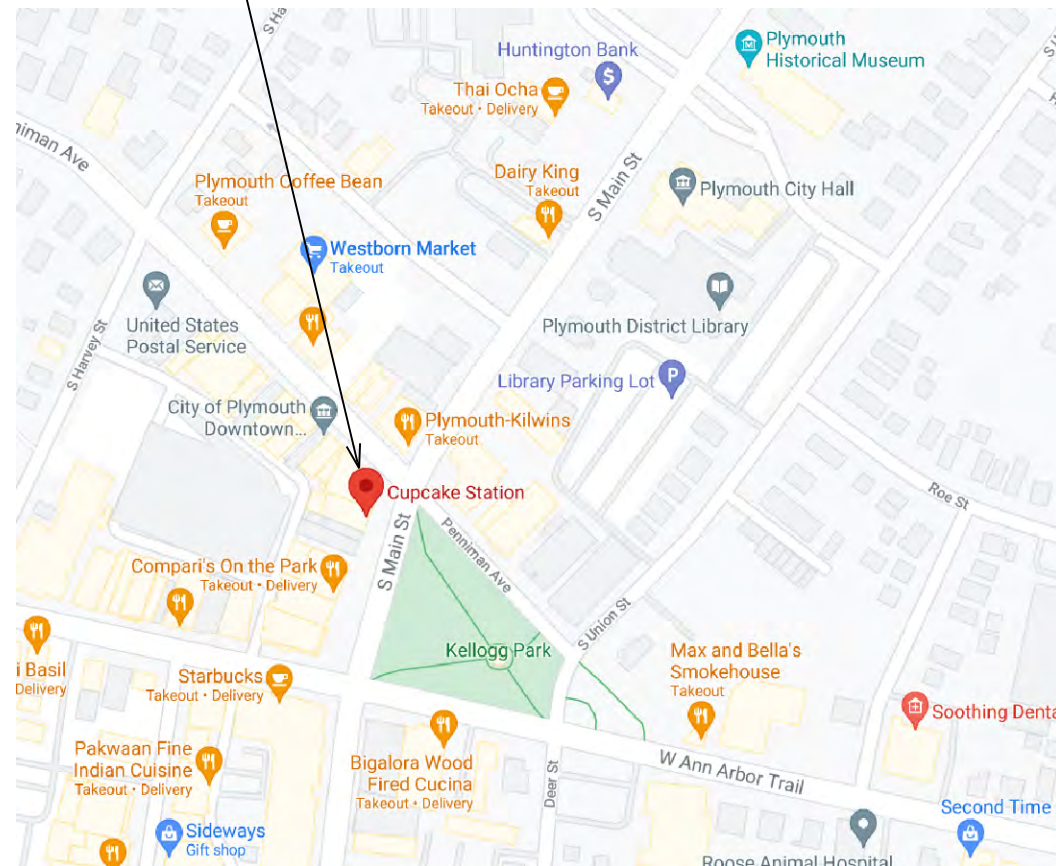 S Ha
Huntington Bank
Plymouth
Historical Museum
Thai Ocha
Takeout • Delivery
niman Ave
Plymouth Coffee Bean
Takeout
Dairy King
Takeout
S Main St
Plymouth City Hall
Westborn Market
Takeout
United States
Postal Service
Plymouth District Library
S Harvey St
Library Parking Lot
P
City of Plymouth
Downtown...
Plymouth-Kilwins
Takeout
Cupcake Station
Roe St
S Main St
Penniman Ave
Compari's On the Park
Takeout • Delivery
S Union St
Kellogg Park
i Basil
Delivery
Starbucks
Takeout • Delivery
Max and Bella's
Smokehouse
Takeout
Soothing Denta
Pakwaan Fine
Indian Cuisine
Takeout • Delivery
Bigalora Wood
Fired Cucina
Takeout • Delivery
Deer St
W Ann Arbor Trail
Second Time
Sideways
Gift shop
Roose Animal Hospital